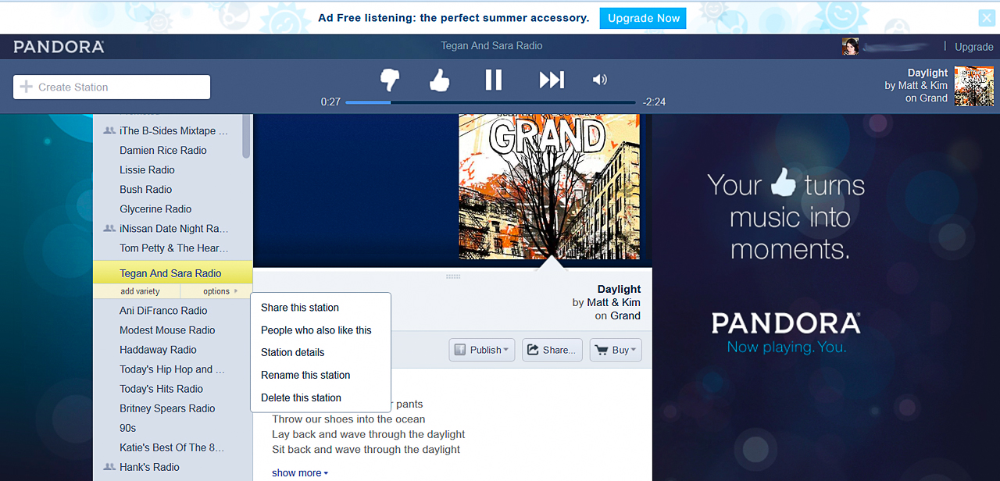 Ad Free listening: the perfect summer accessory. Upgrade Now
PANDORA
Tegan And Sara Radio
Upgrade
Create Station
0:27
-2:24
Daylight
by Matt & Kim
on Grand
GRAND
iThe B-Sides Mixtape ...
Damien Rice Radio
Lissie Radio
Bush Radio
Glycerine Radio
iNissan Date Night Ra...
Tom Petty & The Hear...
Tegan And Sara Radio
add variety
options
Ani DiFranco Radio
Modest Mouse Radio
Haddaway Radio
Today's Hip Hop and ...
Today's Hits Radio
Britney Spears Radio
90s
Katie's Best Of The 8...
Hank's Radio
Share this station
People who also like this
Station details
Rename this station
Delete this station
GRAND
Daylight
by Matt & Kim
on Grand
Publish
Share...
Buy
pants
Throw our shoes into the ocean
Lay back and wave through the daylight
Sit back and wave through the daylight
show more
Your turns
music into
moments.
PANDORA
Now playing. You.